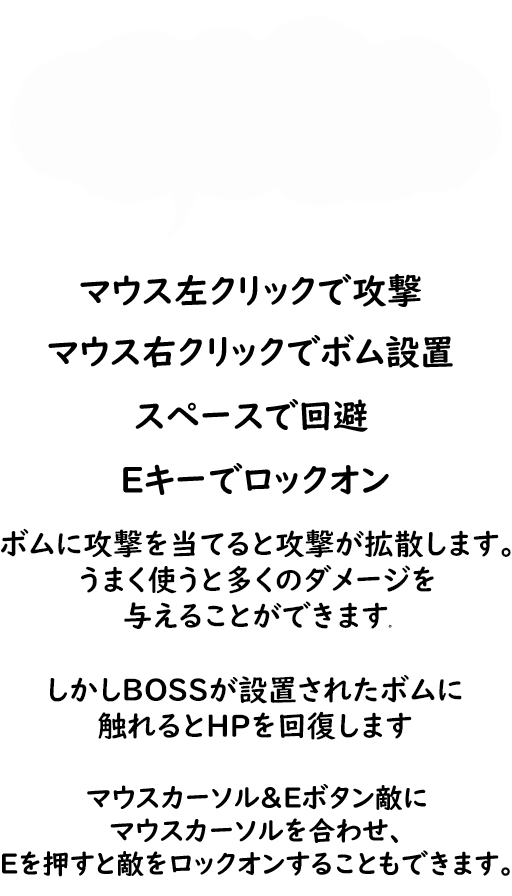 マウス左クリックで攻撃
マウス右クリックでボム設置
スペースで回避
Eキーでロックオン
ボムに攻撃を当てると攻撃が拡散します。
うまく使うと多くのダメージを
与えることができます.
しかしBOSSが設置されたボムに
触れるとHPを回復します
マウスカーソル&Eボタン敵に
マウスカーソルを合わせ、
Eを押すと敵をロックオンすることもできます。